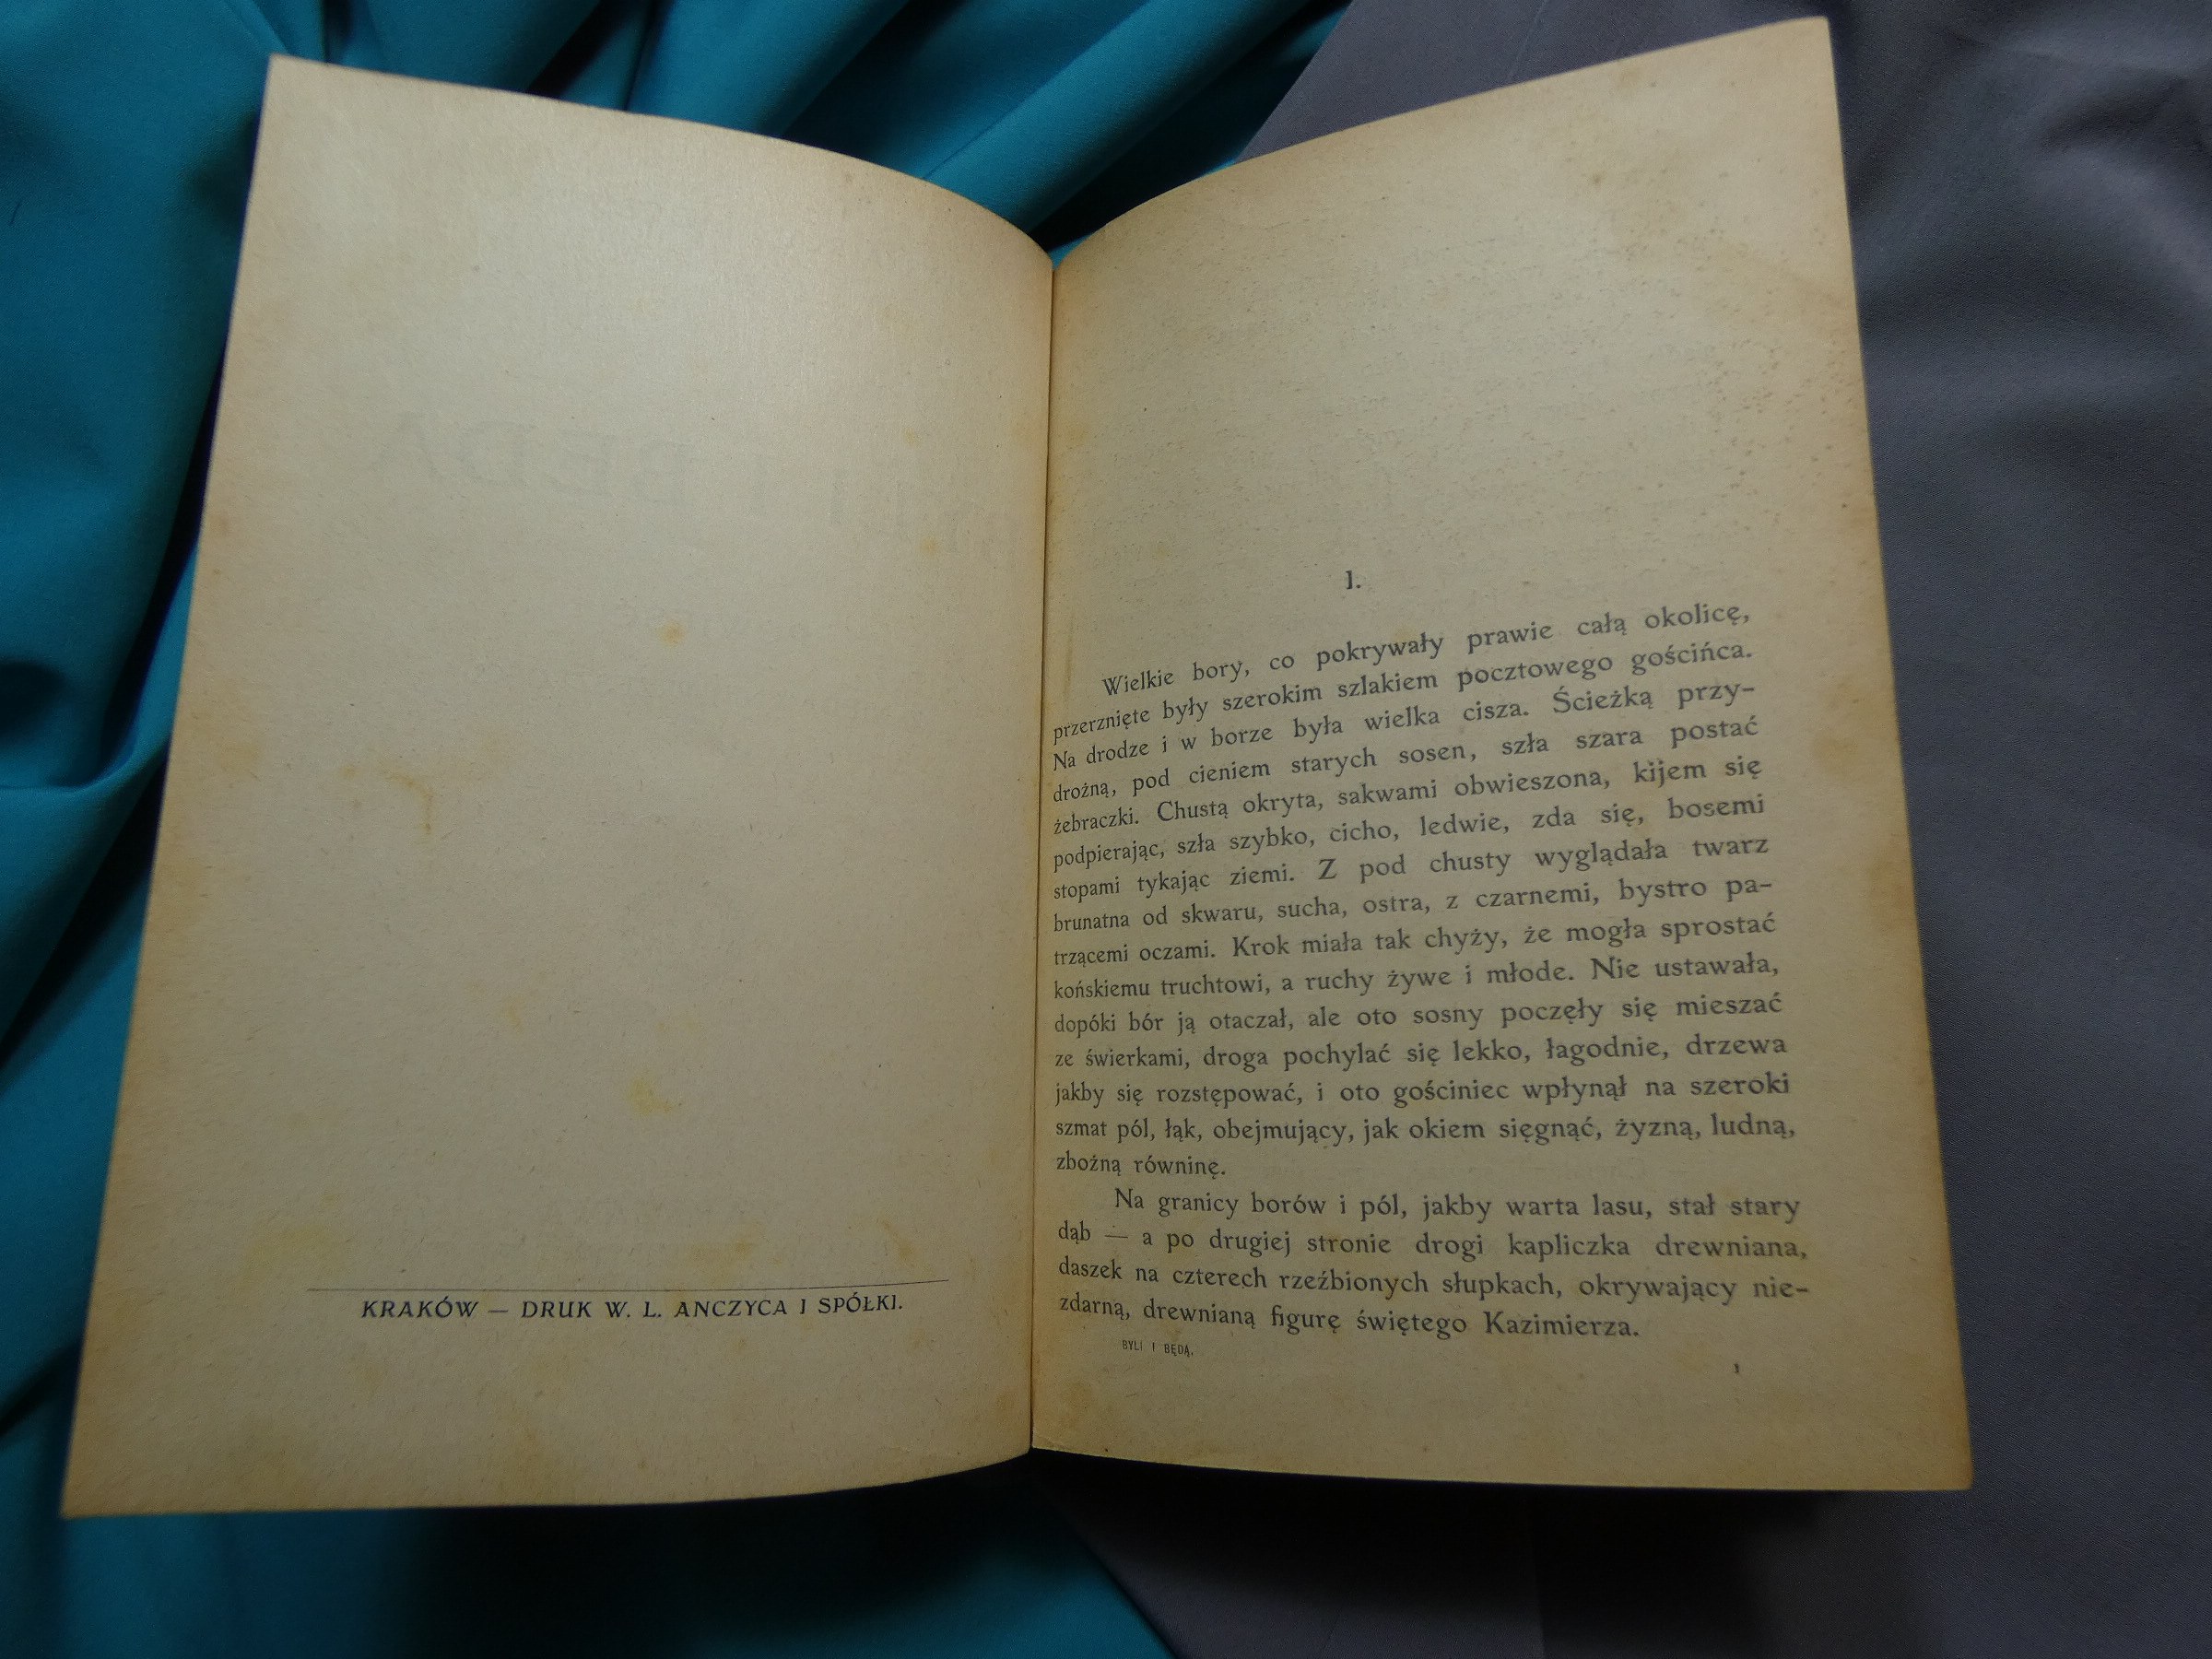 KRAKÓW — DRUK W. L. ANCZYCA I SPÓŁKI.
I.
Wielkie bory, co pokrywały prawie całą okolicę,
przerznięte były szerokim szlakiem pocztowego gościńca.
Na drodze i w borze była wielka cisza. Ścieżką przy-
drożną, pod cieniem starych sosen, szła szara postać
żebraczki. Chustą okryta, sakwami obwieszona, kijem się
podpierając, szła szybko, cicho, ledwie, zda się, bosemi
stopami tykając ziemi. Z pod chusty wyglądała twarz
brunatna od skwaru, sucha, ostra, z czarnemi, bystro pa-
trzącemi oczami. Krok miała tak chyży, że mogła sprostać
końskiemu truchtowi, a ruchy żywe i młode. Nie ustawała,
dopóki bór ją otaczał, ale oto sosny poczęły się mieszać
ze świerkami, droga pochylać się lekko, łagodnie, drzewa
jakby się rozstępować, i oto gościniec wpłynął na szeroki
szmat pól, łąk, obejmujący, jak okiem sięgnąć, żyzną, ludną,
zbożną równinę.
Na granicy borów i pól, jakby warta lasu, stał stary
dąb — a po drugiej stronie drogi kapliczka drewniana,
daszek na czterech rzeźbionych słupkach, okrywający nie-
zdarną, drewnianą figurę świętego Kazimierza.
BYLI I BĘDĄ.
1